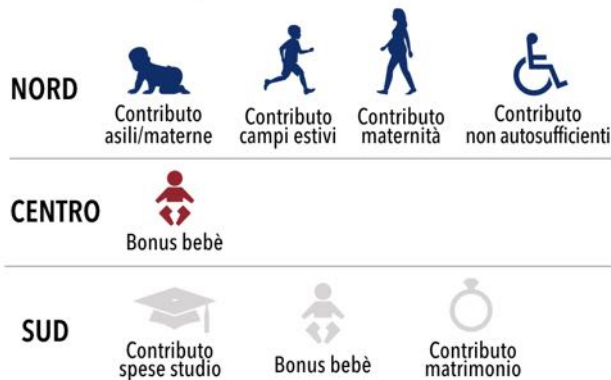 NORD
Contributo
asili/materne
Contributo
campi estivi
Contributo
maternità
Contributo
non autosufficienti
CENTRO
Bonus bebè
SUD
Contributo
spese studio
Bonus bebè
Contributo
matrimonio